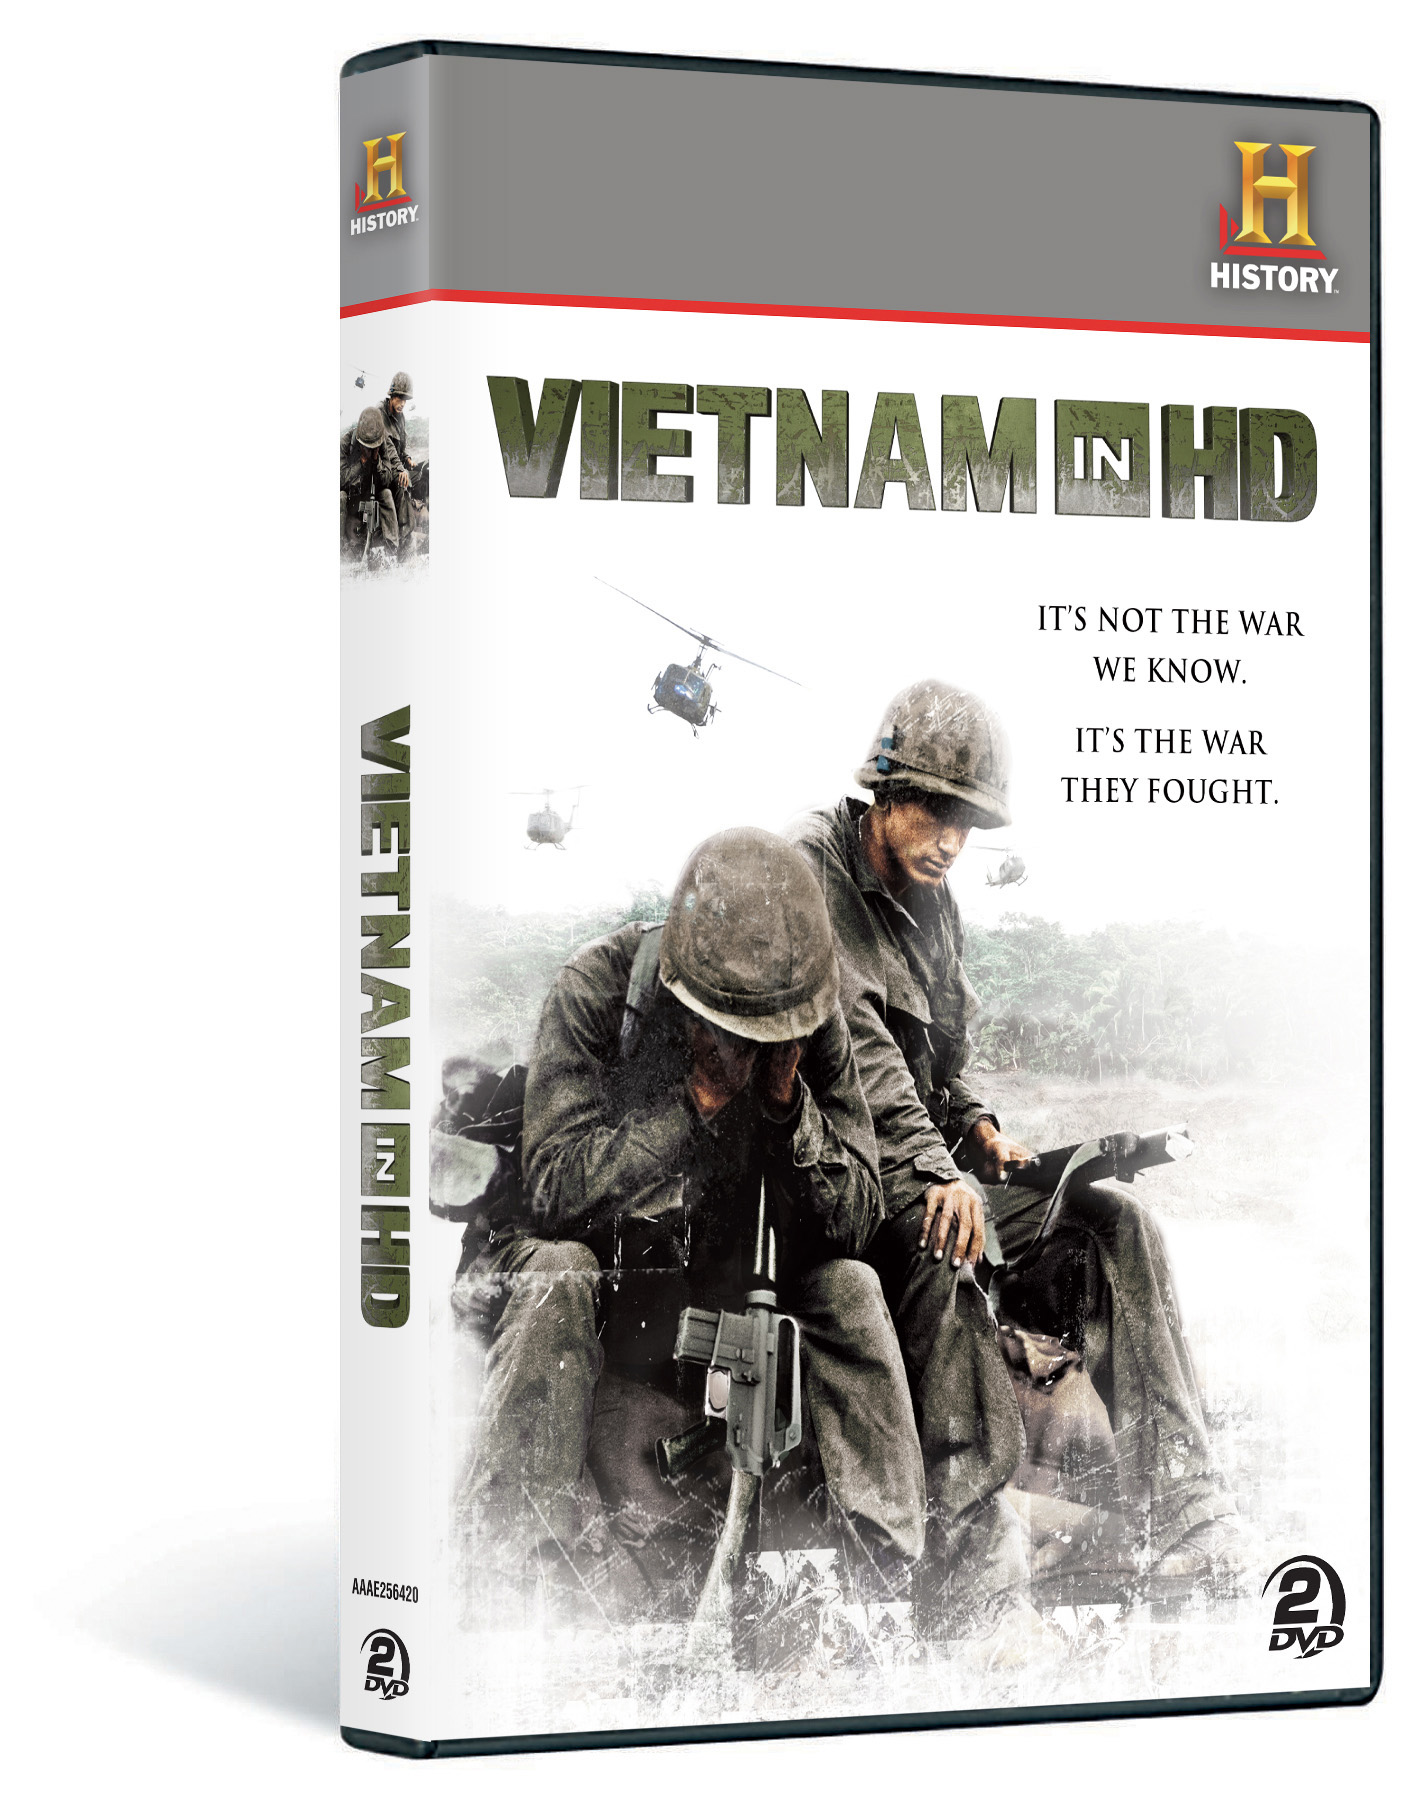 HISTORY
HISTORY™
VIETNAM IN HD
IT'S NOT THE WAR
WE KNOW.
IT'S THE WAR
THEY FOUGHT.
2
DVD
VIETNAM IN HD
AAAE256420
2
DVD